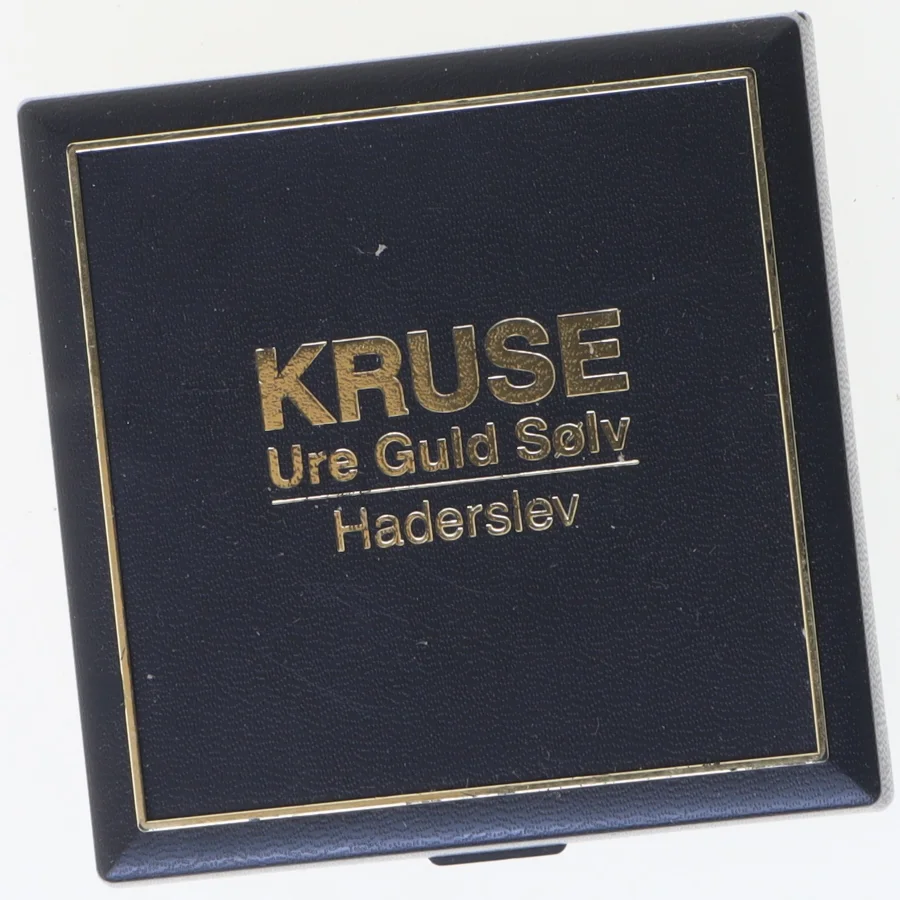 KRUSE
Ure Guld Sølv
Haderslev